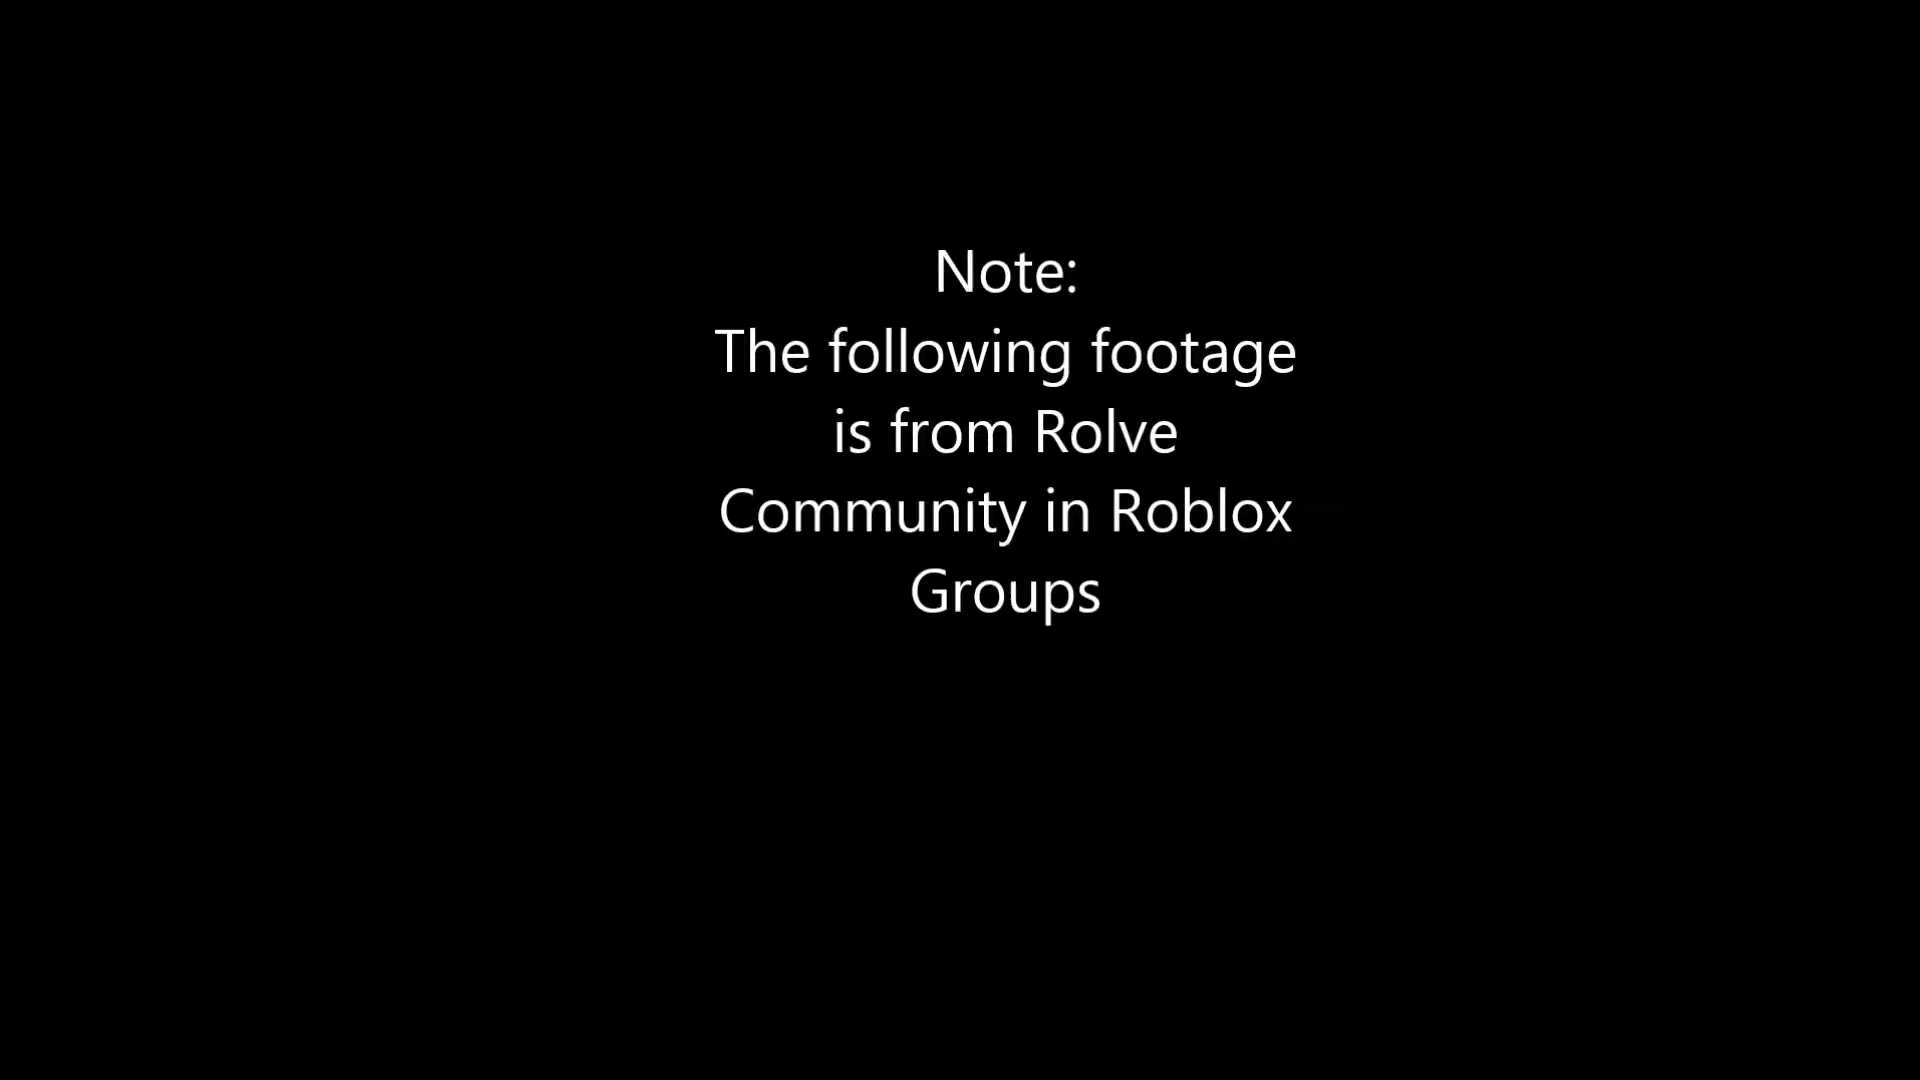 Note:
The following footage
is from Rolve
Community in Roblox
Groups